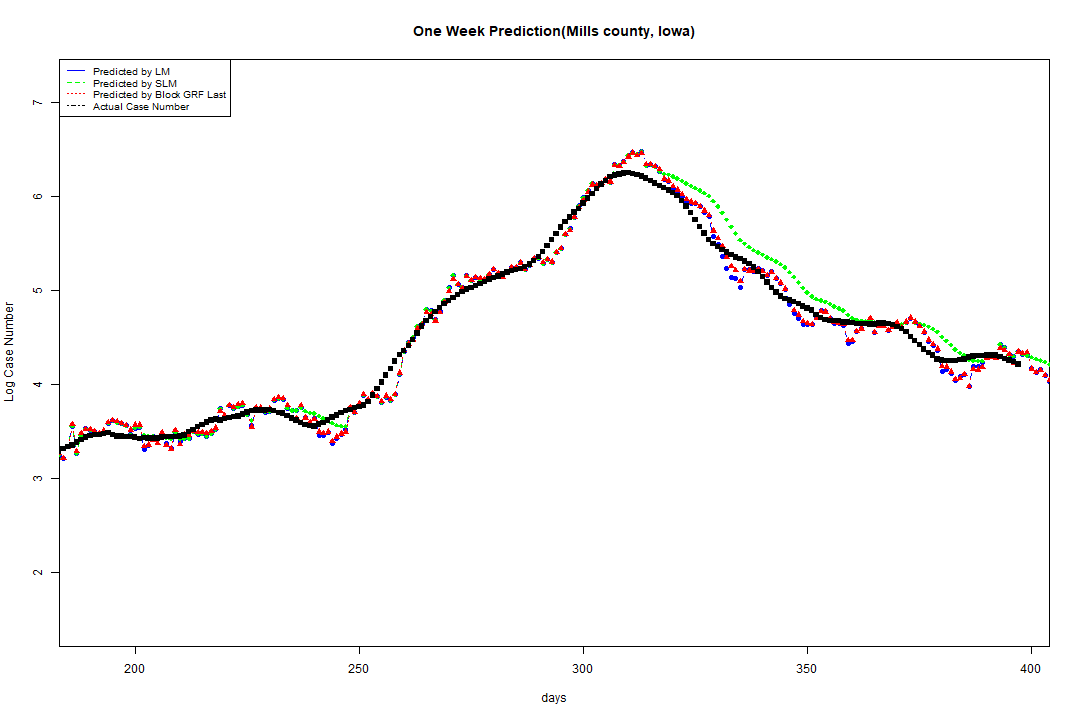 One Week Prediction(Mills county, Iowa)
Predicted by LM
Predicted by SLM
Predicted by Block GRF Last
Actual Case Number
7
6
5
4
3
2
Log Case Number
200 250 300 350 400
days